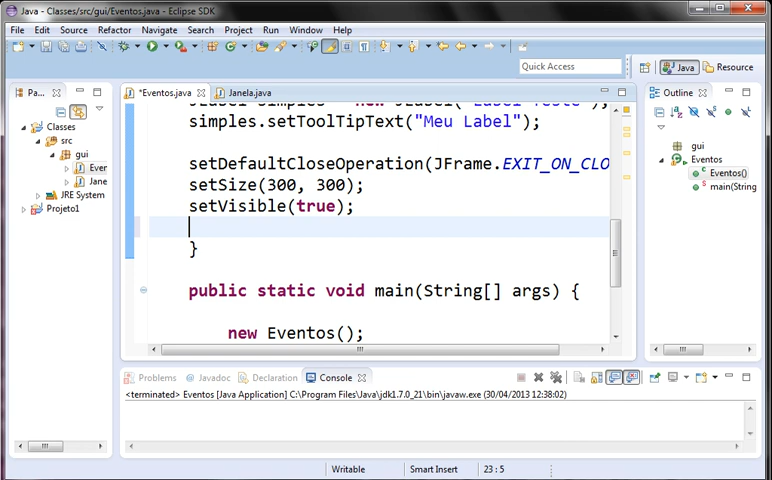 Java - Classes/src/gui/Eventos.java - Eclipse SDK
File Edit Source Refactor Navigate Search Project Run Window Help
Quick Access
Java
Resource
Pa...
*Eventos.java
Janela.java
Outline
Classes
src
gui
Ever
Jane
JRE System
Projeto1
simples.setToolTipText("Meu Label");
setDefaultCloseOperation(JFrame.EXIT_ON_CLO
setSize(300, 300);
setVisible(true);
}
public static void main(String[] args) {
new Eventos();
gui
Eventos
Eventos()
main(String
Problems
@ Javadoc
Declaration
Console
<terminated> Eventos [Java Application] C:\Program Files\Java\jdk1.7.0_21\bin\javaw.exe (30/04/2013 12:38:02)
Writable
Smart Insert
23 : 5